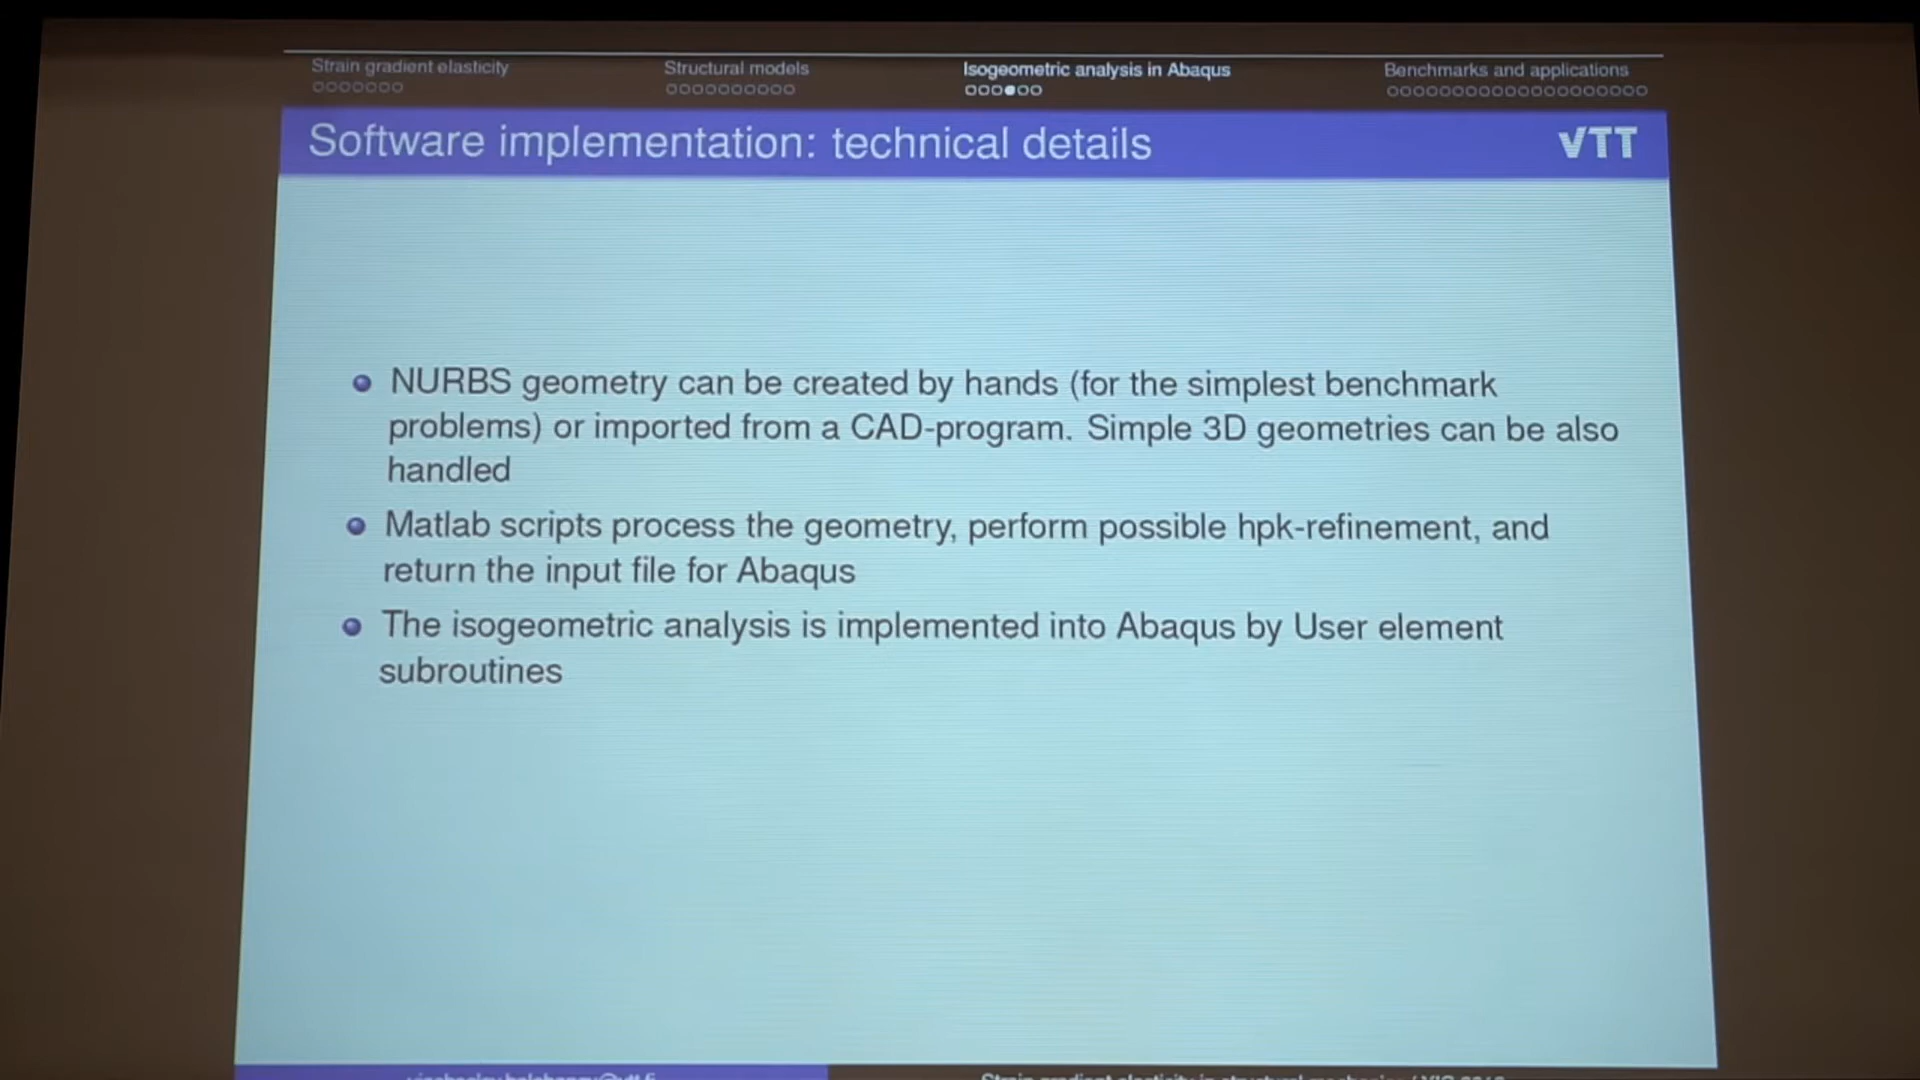 Strain gradient elasticity
Structural models
Isogeometric analysis in Abaqus
Benchmarks and applications
Software implementation: technical details
VTT
NURBS geometry can be created by hands (for the simplest benchmark
problems) or imported from a CAD-program. Simple 3D geometries can be also
handled
Matlab scripts process the geometry, perform possible hpk-refinement, and
return the input file for Abaqus
The isogeometric analysis is implemented into Abaqus by User element
subroutines